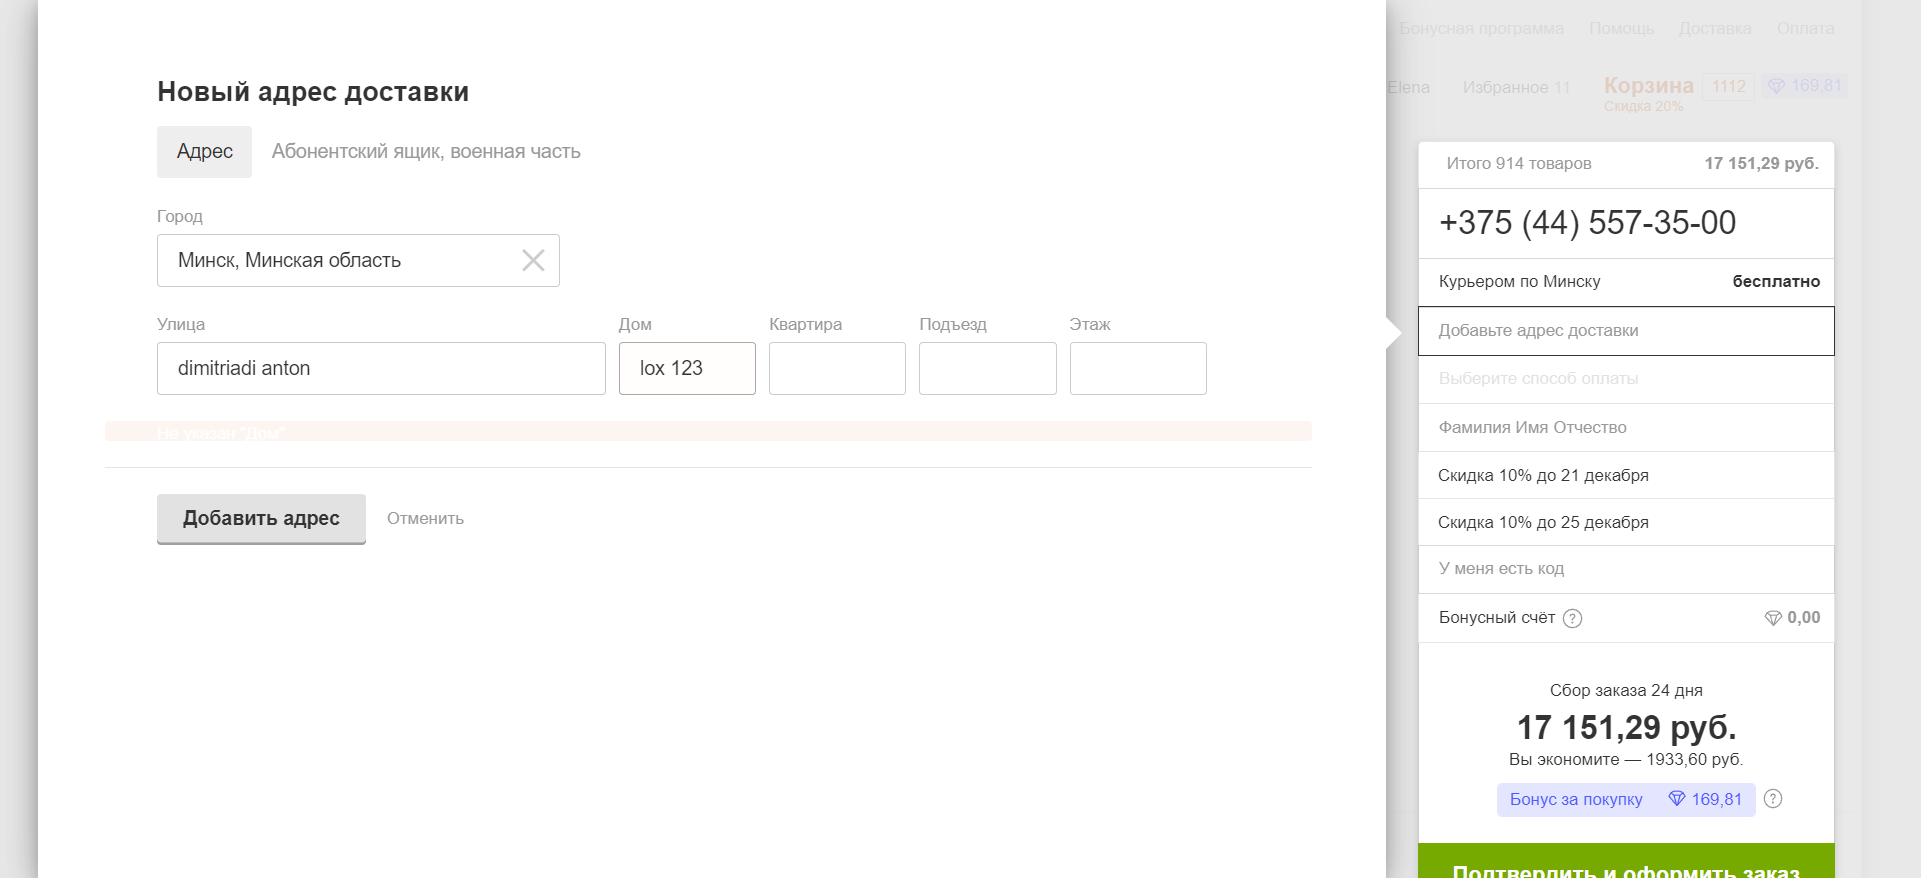 Бонусная программа Помощь Доставка Оплата
Elena Избранное 11 Корзина 1112 169,81
Скидка 20%
Новый адрес доставки
Адрес Абонентский ящик, военная часть
Город
Минск, Минская область
Улица Дом Квартира Подъезд Этаж
dimitriadi anton lox 123
Не указан "Дом"
Добавить адрес Отменить
Итого 914 товаров 17 151,29 руб.
+375 (44) 557-35-00
Курьером по Минску бесплатно
Добавьте адрес доставки
Выберите способ оплаты
Фамилия Имя Отчество
Скидка 10% до 21 декабря
Скидка 10% до 25 декабря
У меня есть код
Бонусный счёт ? 0,00
Сбор заказа 24 дня
17 151,29 руб.
Вы экономите — 1933,60 руб.
Бонус за покупку 169,81 ?
Подтвердить и оформить заказ